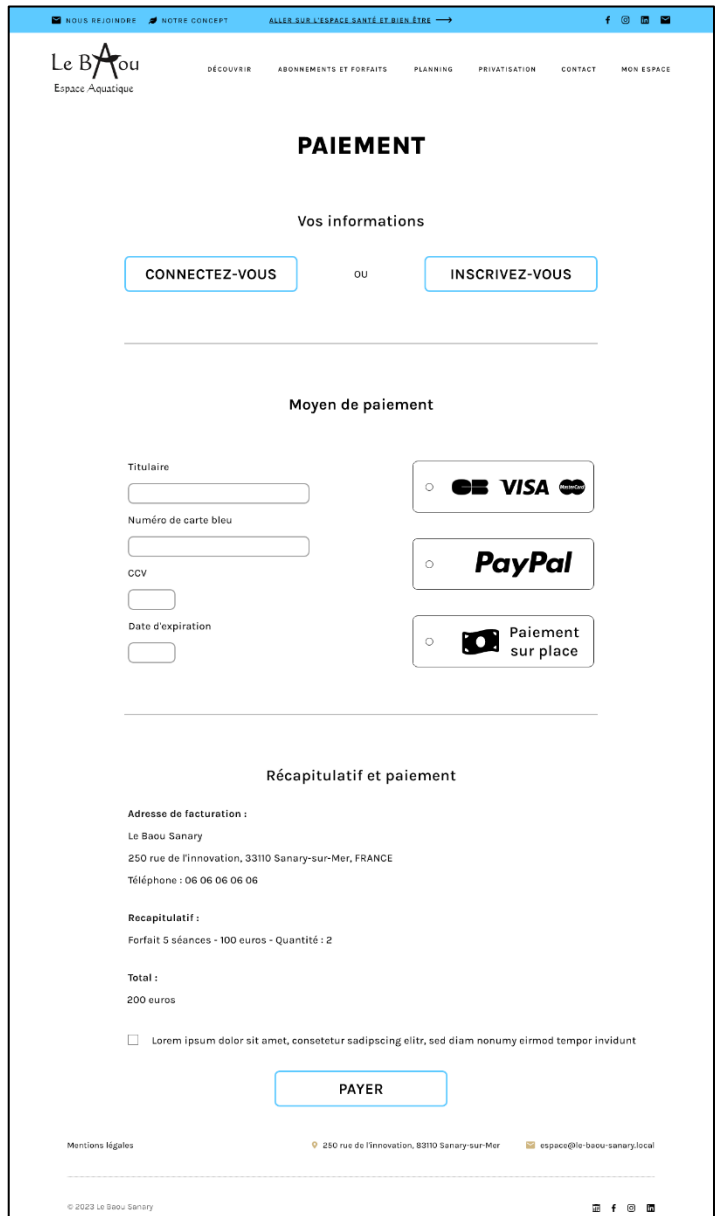 NOUS REJOINDRE NOTRE CONCEPT ALLER SUR L'ESPACE SANTÉ ET BIEN ÊTRE
Le BAou
Espace Aquatique
DÉCOUVRIR ABONNEMENTS ET FORFAITS PLANNING PRIVATISATION CONTACT MON ESPACE
PAIEMENT
Vos informations
CONNECTEZ-VOUS OU INSCRIVEZ-VOUS
Moyen de paiement
Titulaire
Numéro de carte bleu
CCV
Date d'expiration
CB VISA MasterCard
PayPal
Paiement
sur place
Récapitulatif et paiement
Adresse de facturation :
Le Baou Sanary
250 rue de l'innovation, 33110 Sanary-sur-Mer, FRANCE
Téléphone : 06 06 06 06 06
Recapitulatif :
Forfait 5 séances - 100 euros - Quantité : 2
Total :
200 euros
Lorem ipsum dolor sit amet, consetetur sadipscing elitr, sed diam nonumy eirmod tempor invidunt
PAYER
Mentions légales 250 rue de l'innovation, 83110 Sanary-sur-Mer espace@le-baou-sanary.local
© 2023 Le Baou Sanary